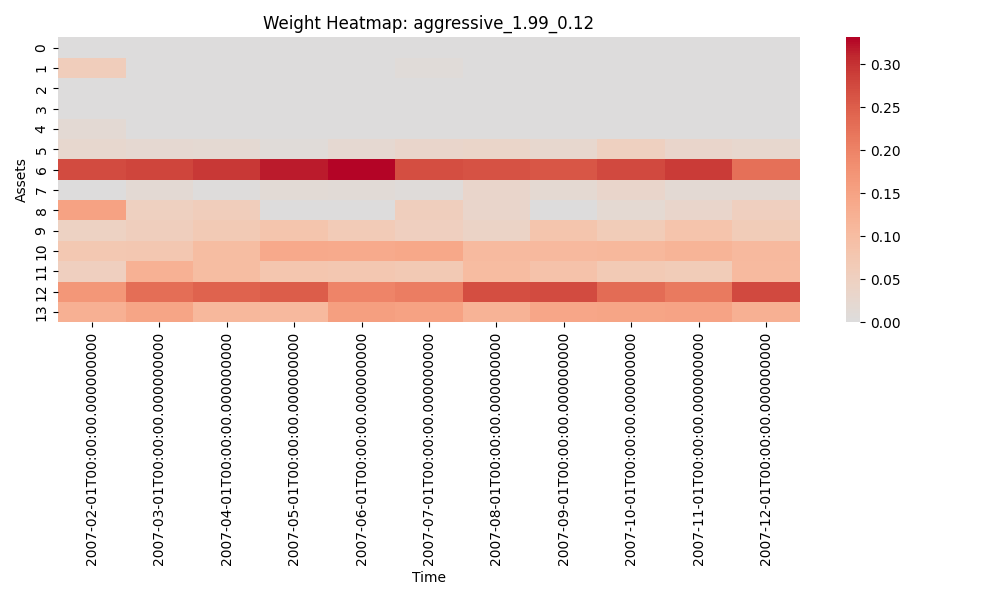 Weight Heatmap: aggressive_1.99_0.12
Assets
0
1
2
3
4
5
6
7
8
9
10
11
12
13
2007-02-01T00:00:00.000000000
2007-03-01T00:00:00.000000000
2007-04-01T00:00:00.000000000
2007-05-01T00:00:00.000000000
2007-06-01T00:00:00.000000000
2007-07-01T00:00:00.000000000
2007-08-01T00:00:00.000000000
2007-09-01T00:00:00.000000000
2007-10-01T00:00:00.000000000
2007-11-01T00:00:00.000000000
2007-12-01T00:00:00.000000000
Time
0.30
0.25
0.20
0.15
0.10
0.05
0.00